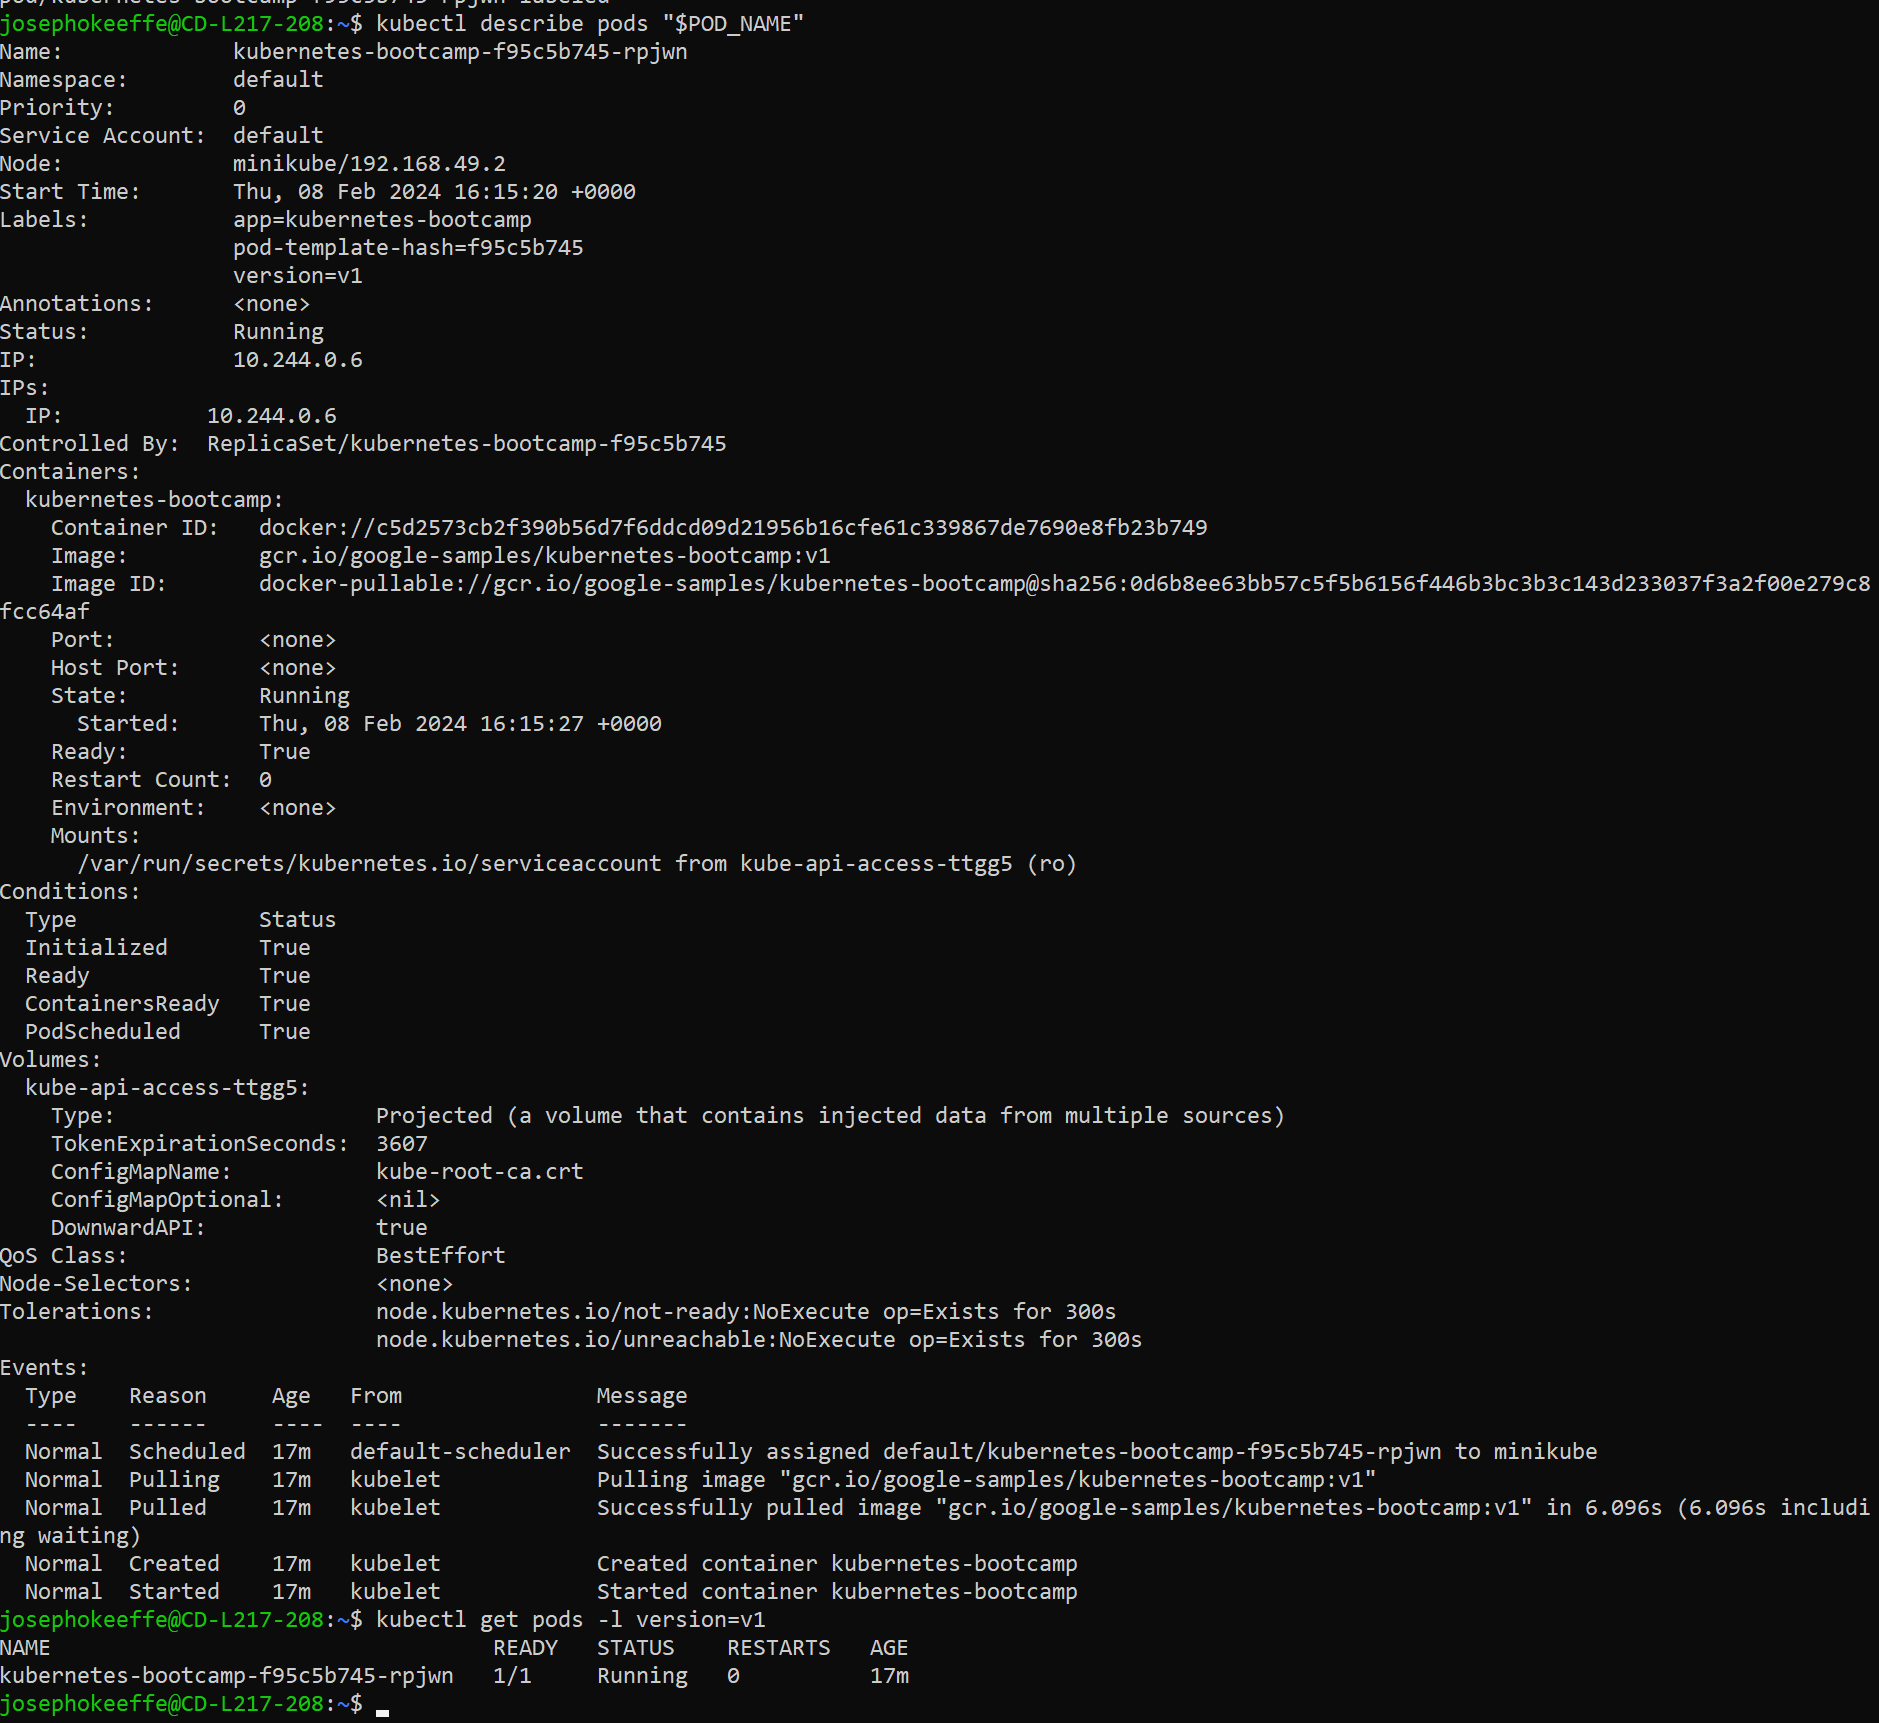 pod/kubernetes-bootcamp-f95c5b745-rpjwn labeled
josephokeeffe@CD-L217-208:~$ kubectl describe pods "$POD_NAME"
Name:             kubernetes-bootcamp-f95c5b745-rpjwn
Namespace:        default
Priority:         0
Service Account:  default
Node:             minikube/192.168.49.2
Start Time:       Thu, 08 Feb 2024 16:15:20 +0000
Labels:           app=kubernetes-bootcamp
                  pod-template-hash=f95c5b745
                  version=v1
Annotations:      <none>
Status:           Running
IP:               10.244.0.6
IPs:
  IP:           10.244.0.6
Controlled By:  ReplicaSet/kubernetes-bootcamp-f95c5b745
Containers:
  kubernetes-bootcamp:
    Container ID:   docker://c5d2573cb2f390b56d7f6ddcd09d21956b16cfe61c339867de7690e8fb23b749
    Image:          gcr.io/google-samples/kubernetes-bootcamp:v1
    Image ID:       docker-pullable://gcr.io/google-samples/kubernetes-bootcamp@sha256:0d6b8ee63bb57c5f5b6156f446b3bc3b3c143d233037f3a2f00e279c8
fcc64af
    Port:           <none>
    Host Port:      <none>
    State:          Running
      Started:      Thu, 08 Feb 2024 16:15:27 +0000
    Ready:          True
    Restart Count:  0
    Environment:    <none>
    Mounts:
      /var/run/secrets/kubernetes.io/serviceaccount from kube-api-access-ttgg5 (ro)
Conditions:
  Type              Status
  Initialized       True
  Ready             True
  ContainersReady   True
  PodScheduled      True
Volumes:
  kube-api-access-ttgg5:
    Type:                    Projected (a volume that contains injected data from multiple sources)
    TokenExpirationSeconds:  3607
    ConfigMapName:           kube-root-ca.crt
    ConfigMapOptional:       <nil>
    DownwardAPI:             true
QoS Class:                   BestEffort
Node-Selectors:              <none>
Tolerations:                 node.kubernetes.io/not-ready:NoExecute op=Exists for 300s
                             node.kubernetes.io/unreachable:NoExecute op=Exists for 300s
Events:
  Type    Reason     Age   From               Message
  ----    ------     ----  ----               -------
  Normal  Scheduled  17m   default-scheduler  Successfully assigned default/kubernetes-bootcamp-f95c5b745-rpjwn to minikube
  Normal  Pulling    17m   kubelet            Pulling image "gcr.io/google-samples/kubernetes-bootcamp:v1"
  Normal  Pulled     17m   kubelet            Successfully pulled image "gcr.io/google-samples/kubernetes-bootcamp:v1" in 6.096s (6.096s includi
ng waiting)
  Normal  Created    17m   kubelet            Created container kubernetes-bootcamp
  Normal  Started    17m   kubelet            Started container kubernetes-bootcamp
josephokeeffe@CD-L217-208:~$ kubectl get pods -l version=v1
NAME                                  READY   STATUS    RESTARTS   AGE
kubernetes-bootcamp-f95c5b745-rpjwn   1/1     Running   0          17m
josephokeeffe@CD-L217-208:~$